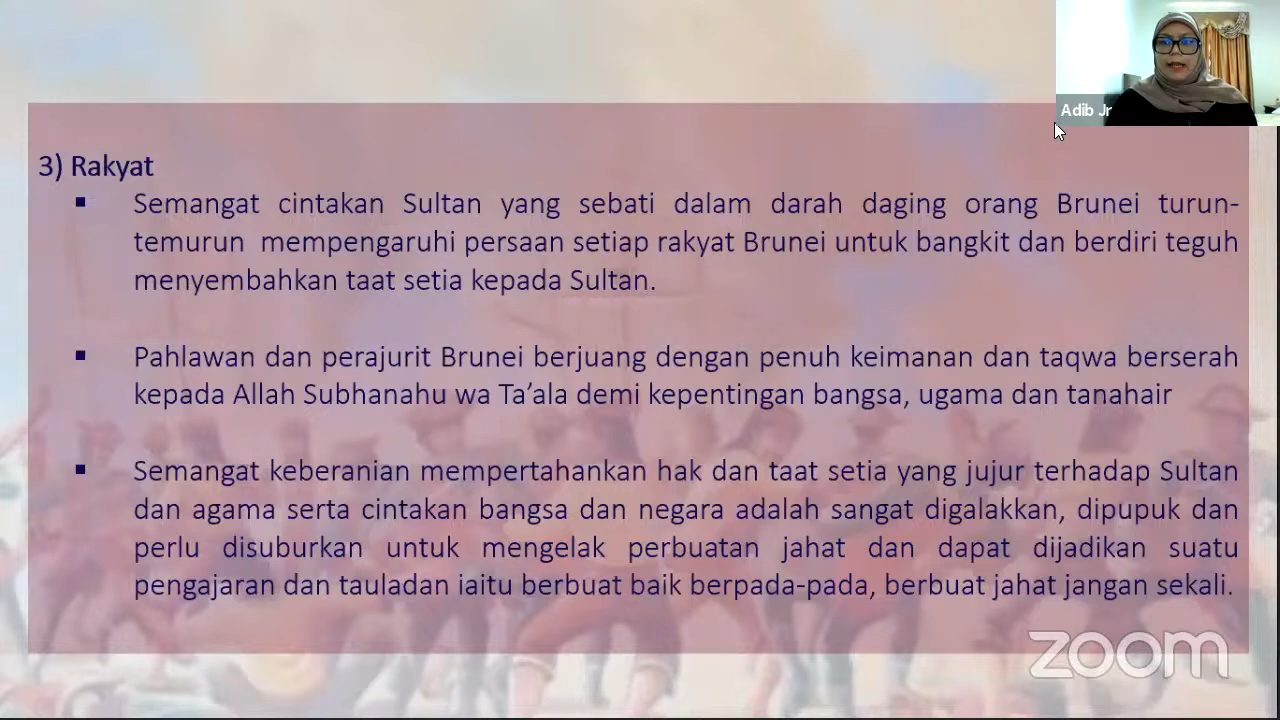 Adib Jr
3) Rakyat
▪ Semangat cintakan Sultan yang sebati dalam darah daging orang Brunei turun-
temurun mempengaruhi persaan setiap rakyat Brunei untuk bangkit dan berdiri teguh
menyembahkan taat setia kepada Sultan.
▪ Pahlawan dan perajurit Brunei berjuang dengan penuh keimanan dan taqwa berserah
kepada Allah Subhanahu wa Ta’ala demi kepentingan bangsa, ugama dan tanahair
▪ Semangat keberanian mempertahankan hak dan taat setia yang jujur terhadap Sultan
dan agama serta cintakan bangsa dan negara adalah sangat digalakkan, dipupuk dan
perlu disuburkan untuk mengelak perbuatan jahat dan dapat dijadikan suatu
pengajaran dan tauladan iaitu berbuat baik berpada-pada, berbuat jahat jangan sekali.
zoom